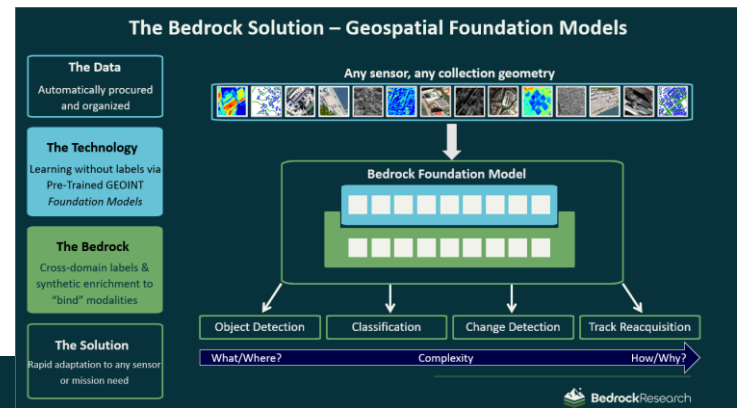 The Bedrock Solution – Geospatial Foundation Models
The Data
Automatically procured
and organized
The Technology
Learning without labels via
Pre-Trained GEOINT
Foundation Models
The Bedrock
Cross-domain labels &
synthetic enrichment to
“bind” modalities
The Solution
Rapid adaptation to any sensor
or mission need
Any sensor, any collection geometry
Bedrock Foundation Model
Object Detection
Classification
Change Detection
Track Reacquisition
What/Where?
Complexity
How/Why?
BedrockResearch